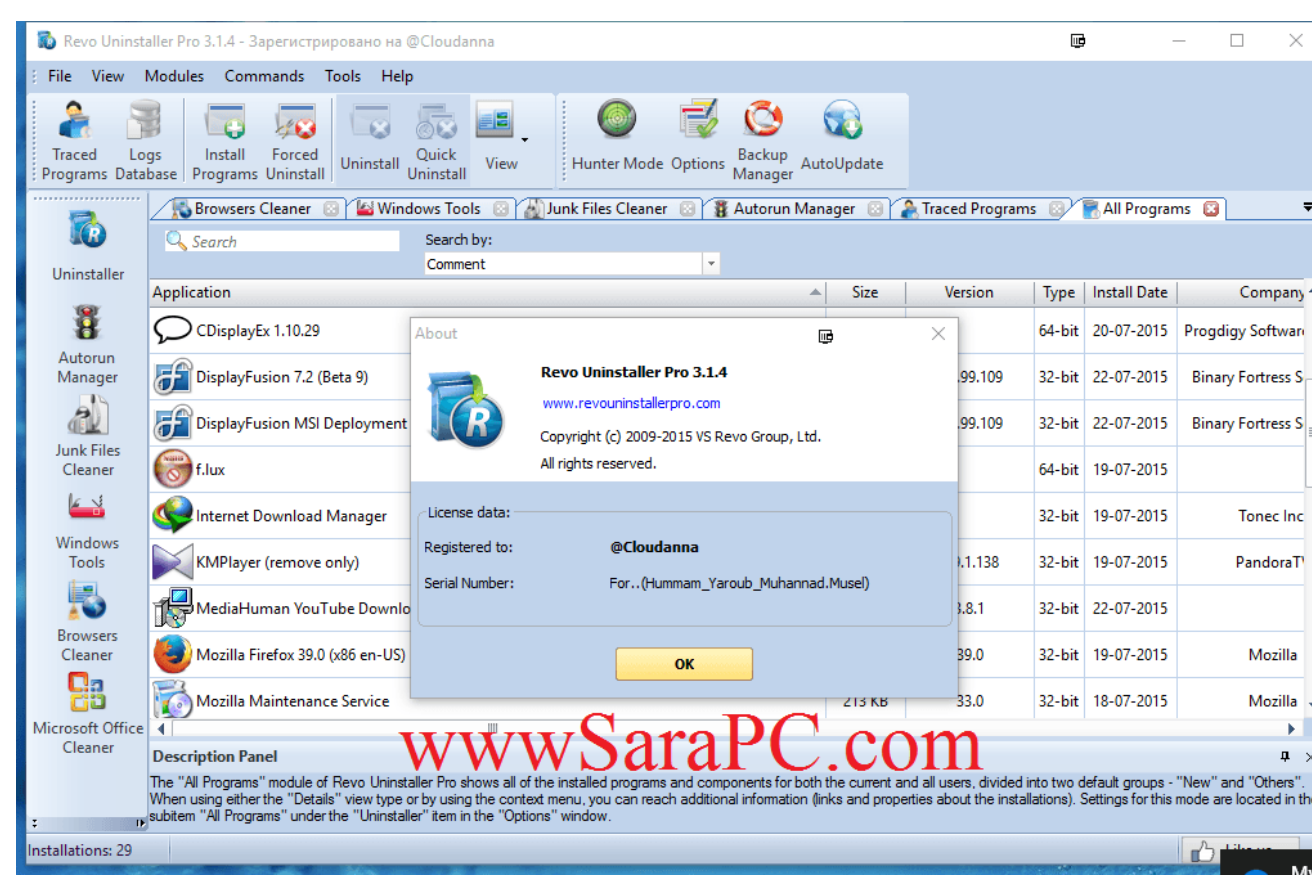 Revo Uninstaller Pro 3.1.4 - Зарегистрировано на @Cloudanna
File View Modules Commands Tools Help
Traced Programs
Logs Database
Install Programs
Forced Uninstall
Uninstall
Quick Uninstall
View
Hunter Mode
Options
Backup Manager
AutoUpdate
Browsers Cleaner
Windows Tools
Junk Files Cleaner
Autorun Manager
Traced Programs
All Programs
Search
Search by:
Comment
Uninstaller
Autorun Manager
Junk Files Cleaner
Windows Tools
Browsers Cleaner
Microsoft Office Cleaner
Application Size Version Type Install Date Company
CDisplayEx 1.10.29 64-bit 20-07-2015 Progdigy Software
DisplayFusion 7.2 (Beta 9) .99.109 32-bit 22-07-2015 Binary Fortress S
DisplayFusion MSI Deployment .99.109 32-bit 22-07-2015 Binary Fortress S
f.lux 64-bit 19-07-2015
Internet Download Manager 32-bit 19-07-2015 Tonec Inc
KMPlayer (remove only) .1.138 32-bit 19-07-2015 PandoraTV
MediaHuman YouTube Downlo .8.1 32-bit 22-07-2015
Mozilla Firefox 39.0 (x86 en-US) 39.0 32-bit 19-07-2015 Mozilla
Mozilla Maintenance Service 213 KB 33.0 32-bit 18-07-2015 Mozilla
About
Revo Uninstaller Pro 3.1.4
www.revouninstallerpro.com
Copyright (c) 2009-2015 VS Revo Group, Ltd.
All rights reserved.
License data:
Registered to: @Cloudanna
Serial Number: For..(Hummam_Yaroub_Muhannad.Musel)
OK
wwwSaraPC.com
Description Panel
The "All Programs" module of Revo Uninstaller Pro shows all of the installed programs and components for both the current and all users, divided into two default groups - "New" and "Others".
When using either the "Details" view type or by using the context menu, you can reach additional information (links and properties about the installations). Settings for this mode are located in the
subitem "All Programs" under the "Uninstaller" item in the "Options" window.
Installations: 29